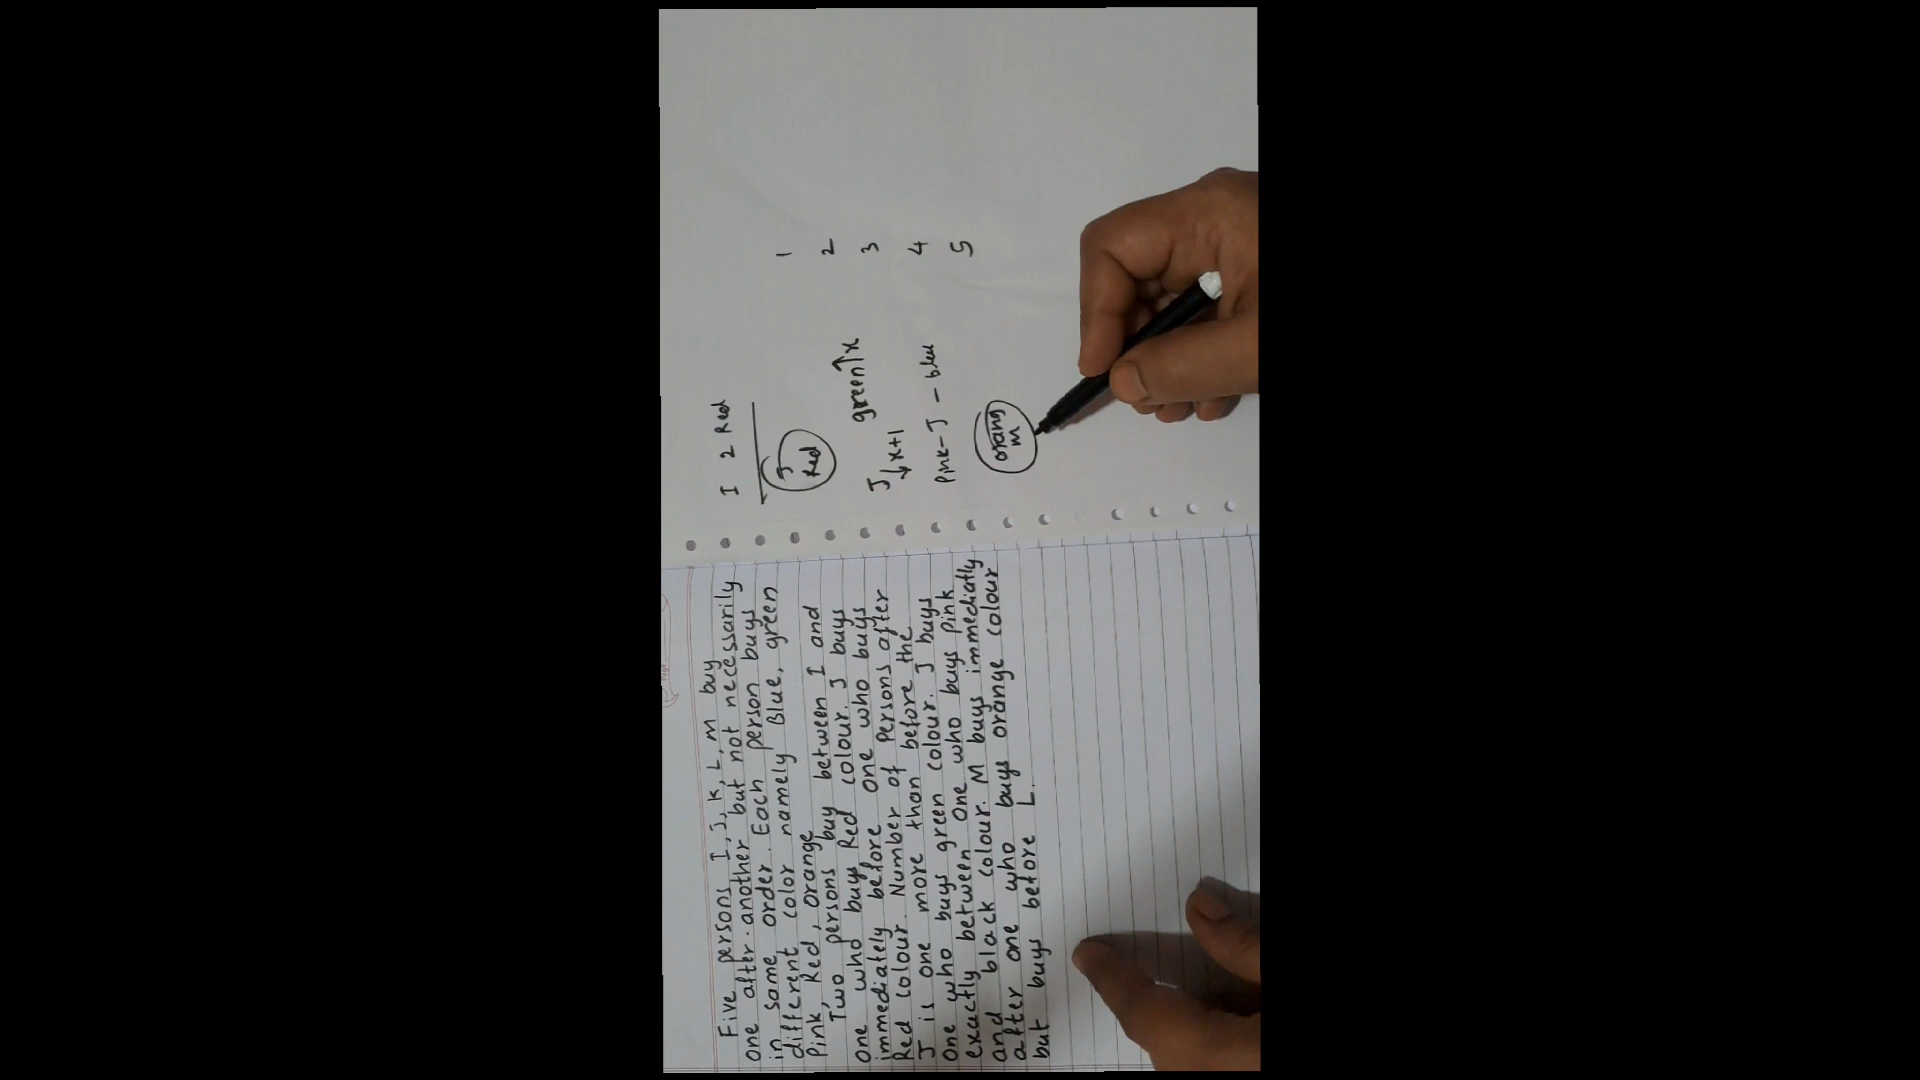 Five persons I, J, K, L, m buy
one after another but not necessarily
in same order. Each person buys
different color namely Blue, green
Pink, Red, orange
Two persons buy between I and
one who buys Red colour. J buys
immediately before one who buys
Red colour. Number of Persons after
J is one more than before the
one who buys green colour. J buys
exactly between one who buys Pink
and black colour. M buys immediatly
after one who buys orange colour
but buys before L.
I 2 Red
J
Red
green ↑ x
J ↓ x+1
Pink - J - blu
orang
m
1
2
3
4
5